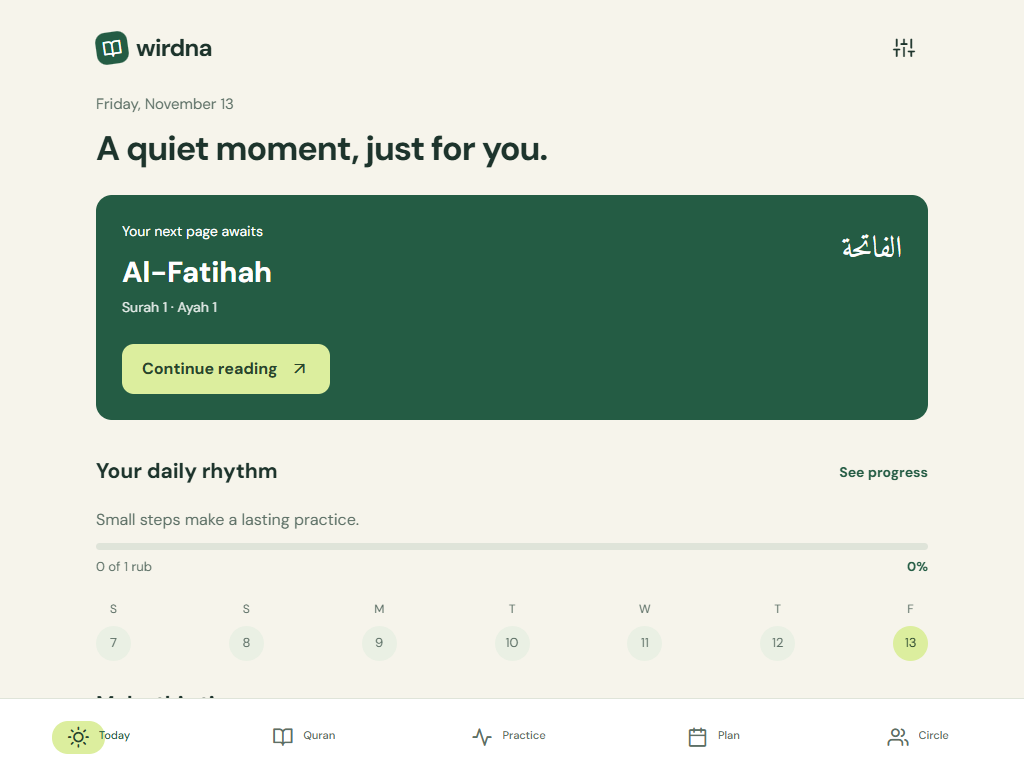 wirdna
Friday, November 13
A quiet moment, just for you.
Your next page awaits
الفاتحة
Al-Fatihah
Surah 1 · Ayah 1
Continue reading
Your daily rhythm
See progress
Small steps make a lasting practice.
0 of 1 rub
0%
S S M T W T F
7 8 9 10 11 12 13
Today Quran Practice Plan Circle